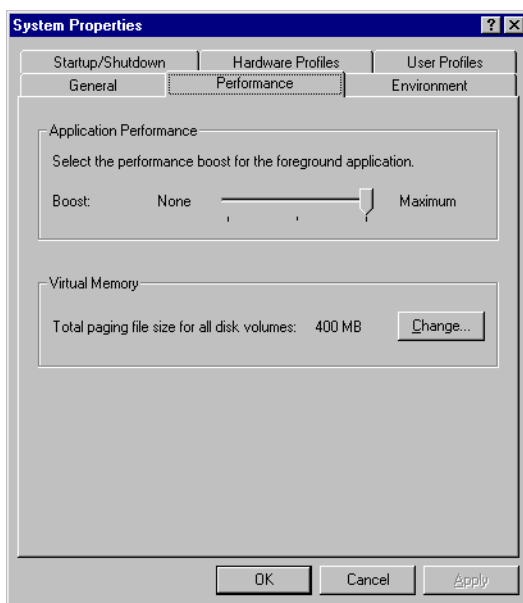 System Properties
Startup/Shutdown Hardware Profiles User Profiles
General Performance Environment
Application Performance
Select the performance boost for the foreground application.
Boost: None Maximum
Virtual Memory
Total paging file size for all disk volumes: 400 MB Change...
OK Cancel Apply